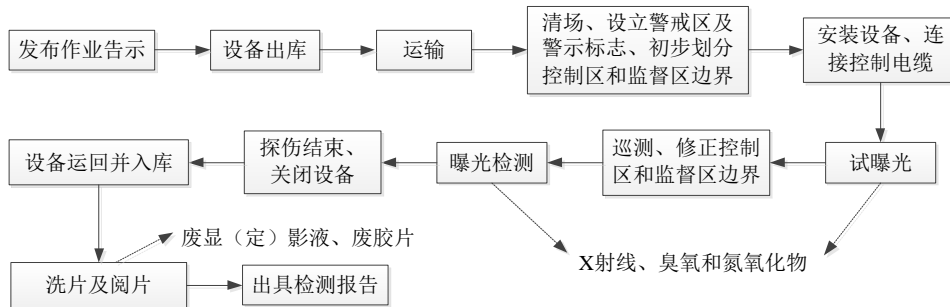 发布作业告示
设备出库
运输
清场、设立警戒区及
警示标志、初步划分
控制区和监督区边界
安装设备、连
接控制电缆
试曝光
巡测、修正控制
区和监督区边界
曝光检测
探伤结束、
关闭设备
设备运回并入库
X射线、臭氧和氮氧化物
废显（定）影液、废胶片
洗片及阅片
出具检测报告